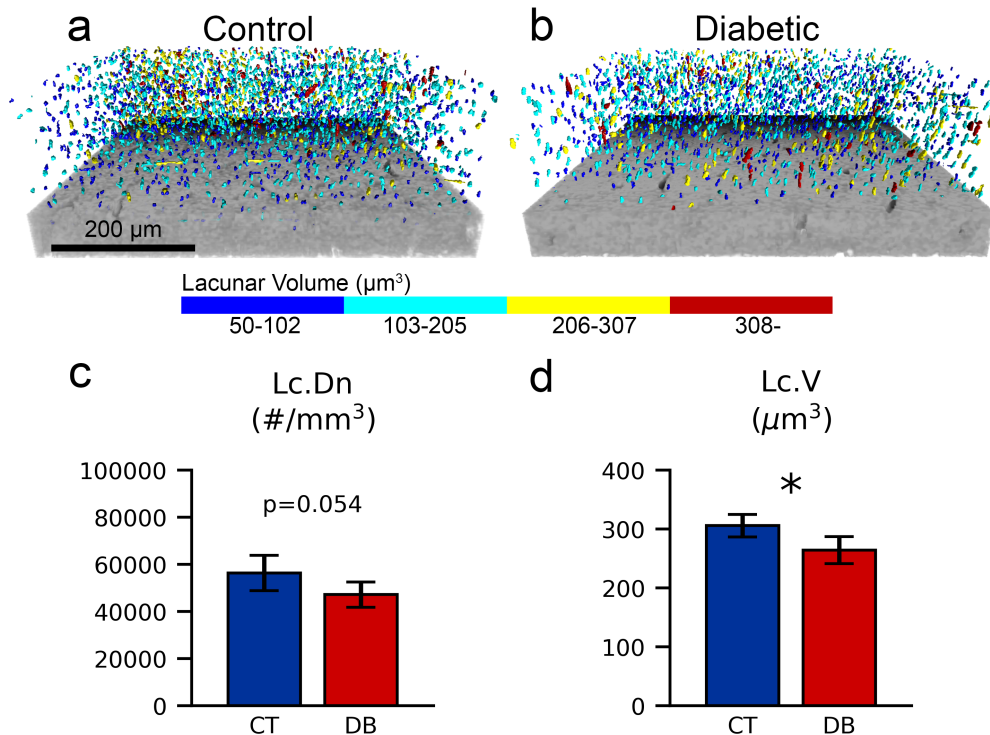 a
Control
b
Diabetic
200 µm
Lacunar Volume (µm³)
50-102
103-205
206-307
308-
c
Lc.Dn
(#/mm³)
d
Lc.V
(µm³)
100000
80000
60000
40000
20000
0
p=0.054
CT
DB
400
300
200
100
0
*
CT
DB